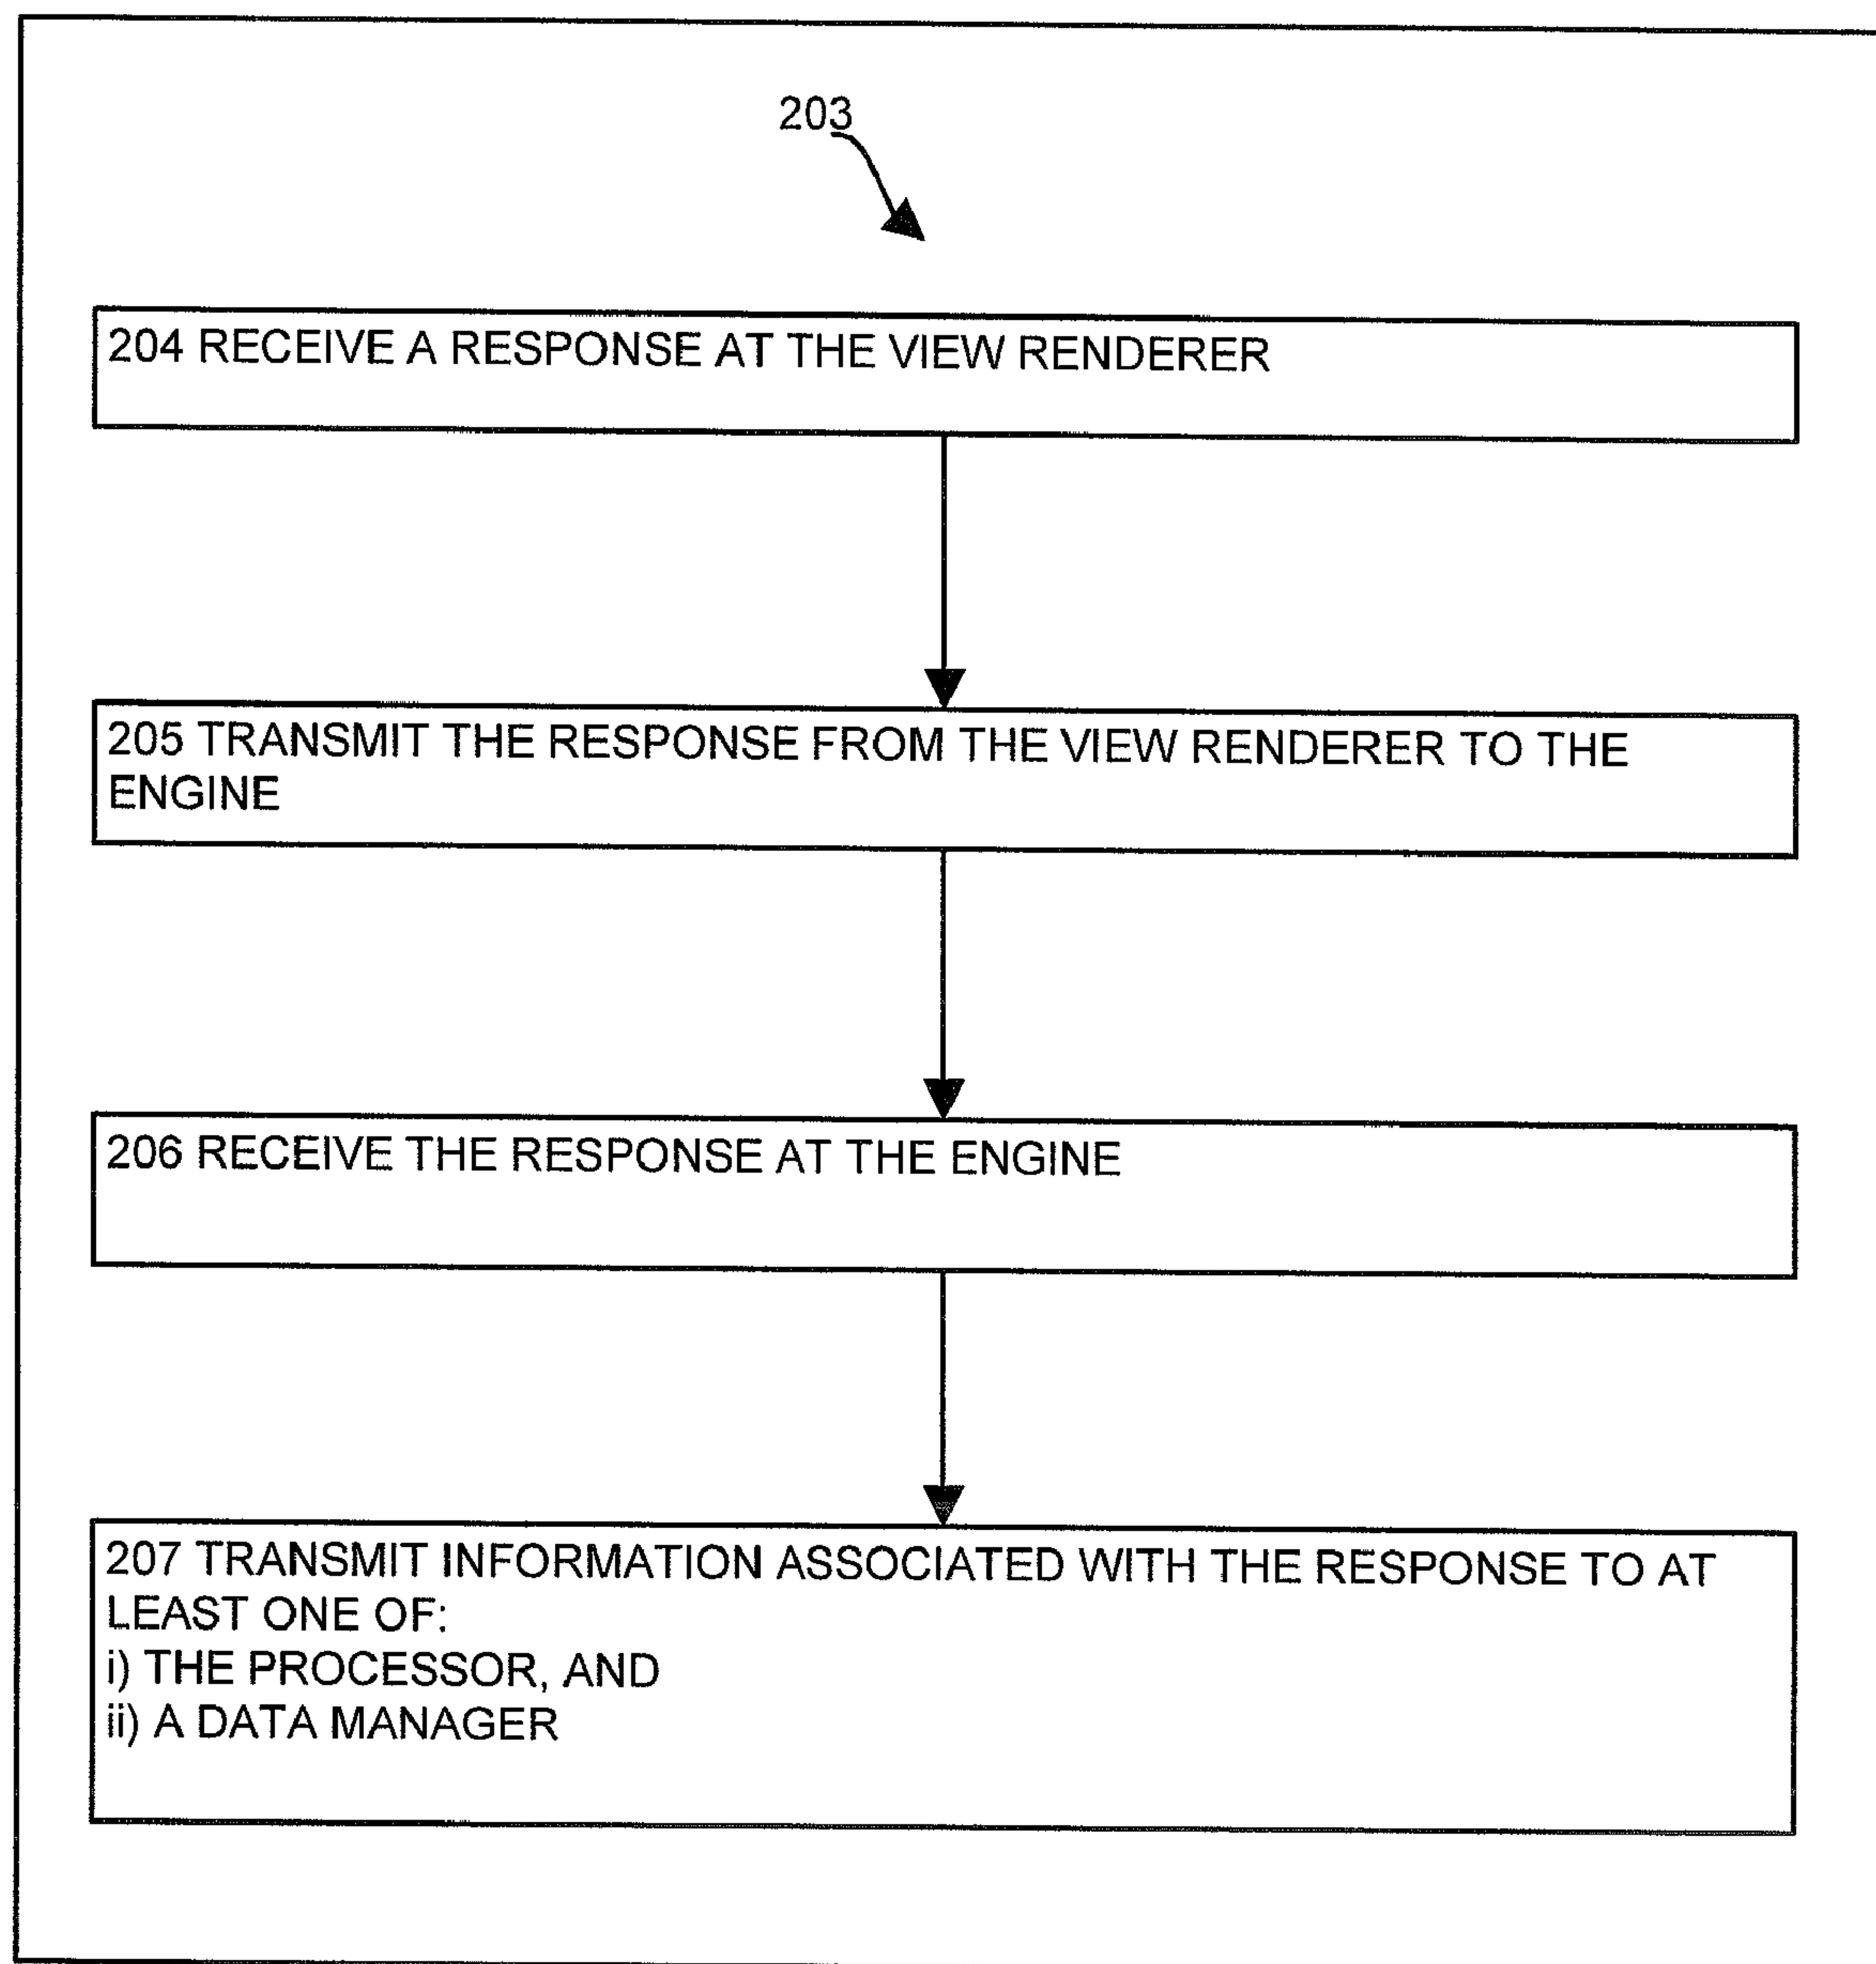 203
204 RECEIVE A RESPONSE AT THE VIEW RENDERER
205 TRANSMIT THE RESPONSE FROM THE VIEW RENDERER TO THE
ENGINE
206 RECEIVE THE RESPONSE AT THE ENGINE
207 TRANSMIT INFORMATION ASSOCIATED WITH THE RESPONSE TO AT
LEAST ONE OF:
i) THE PROCESSOR, AND
ii) A DATA MANAGER